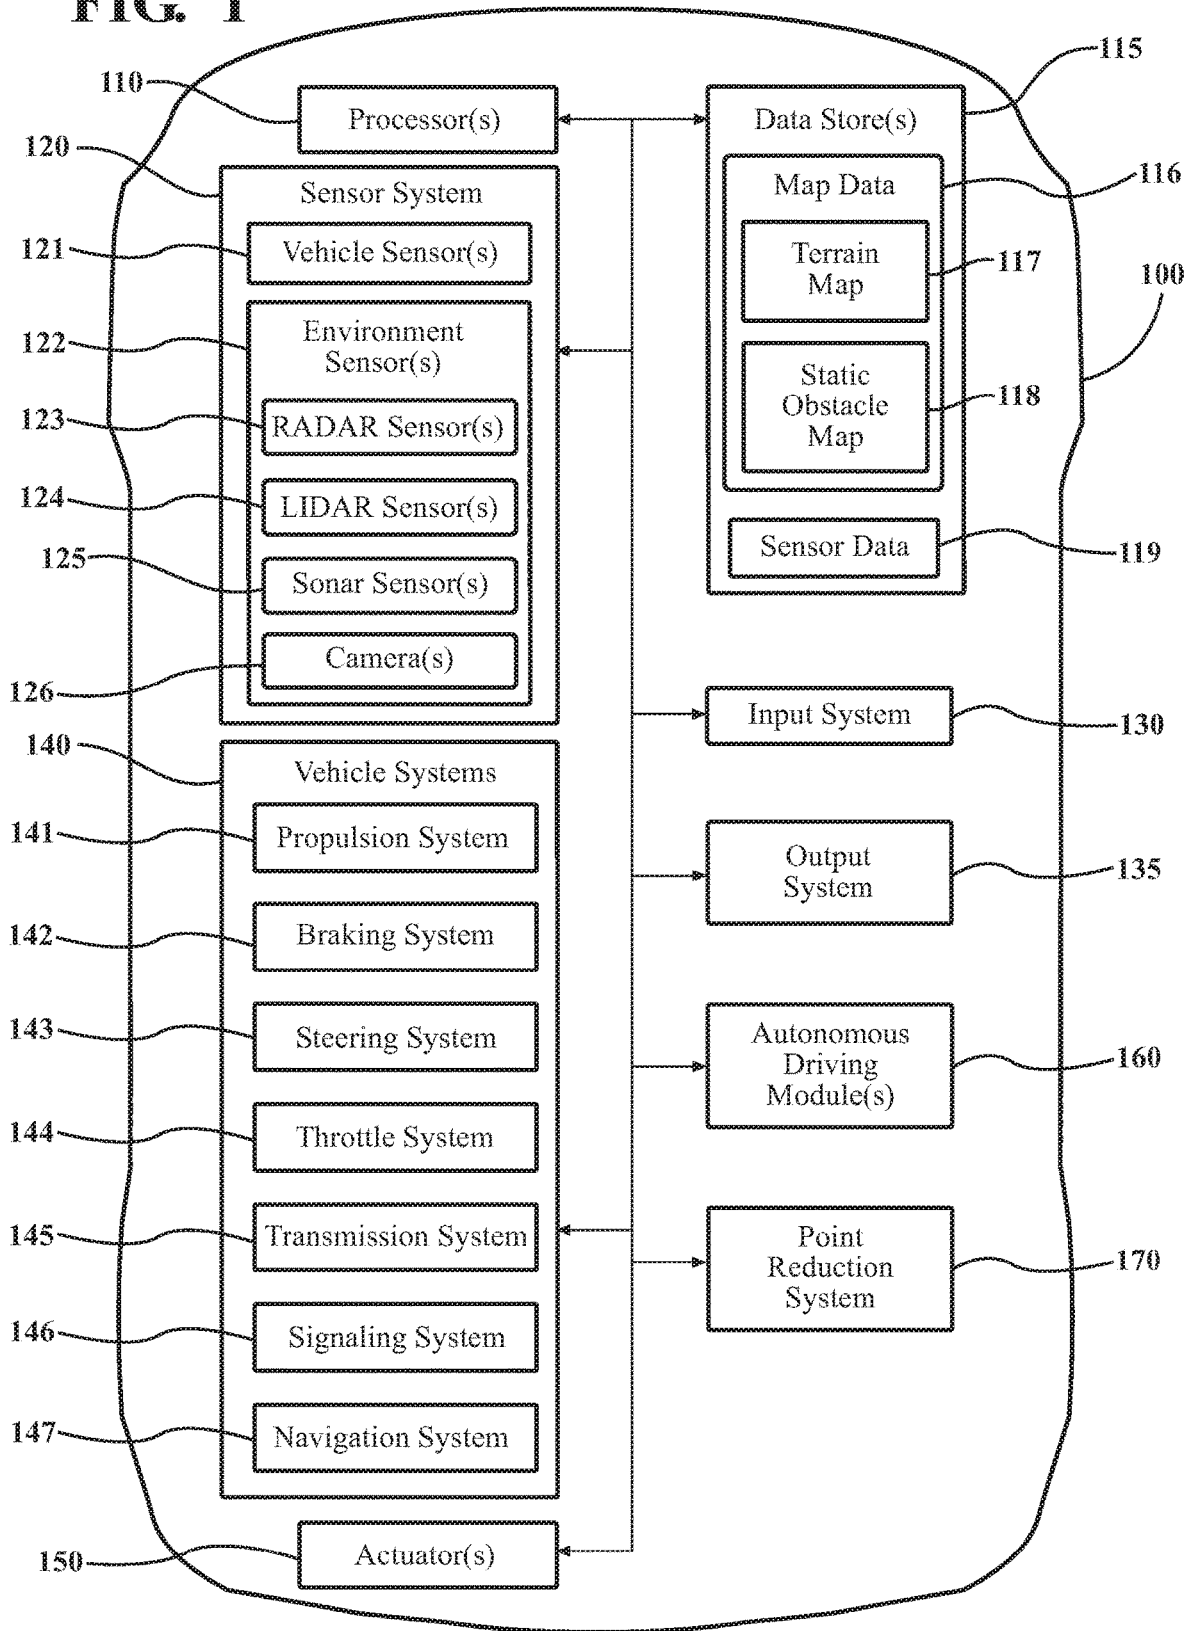 FIG. 1
110
Processor(s)
120
Sensor System
121
Vehicle Sensor(s)
122
Environment
Sensor(s)
123
RADAR Sensor(s)
124
LIDAR Sensor(s)
125
Sonar Sensor(s)
126
Camera(s)
140
Vehicle Systems
141
Propulsion System
142
Braking System
143
Steering System
144
Throttle System
145
Transmission System
146
Signaling System
147
Navigation System
150
Actuator(s)
115
Data Store(s)
116
Map Data
117
Terrain
Map
118
Static
Obstacle
Map
119
Sensor Data
100
130
Input System
135
Output
System
160
Autonomous
Driving
Module(s)
170
Point
Reduction
System